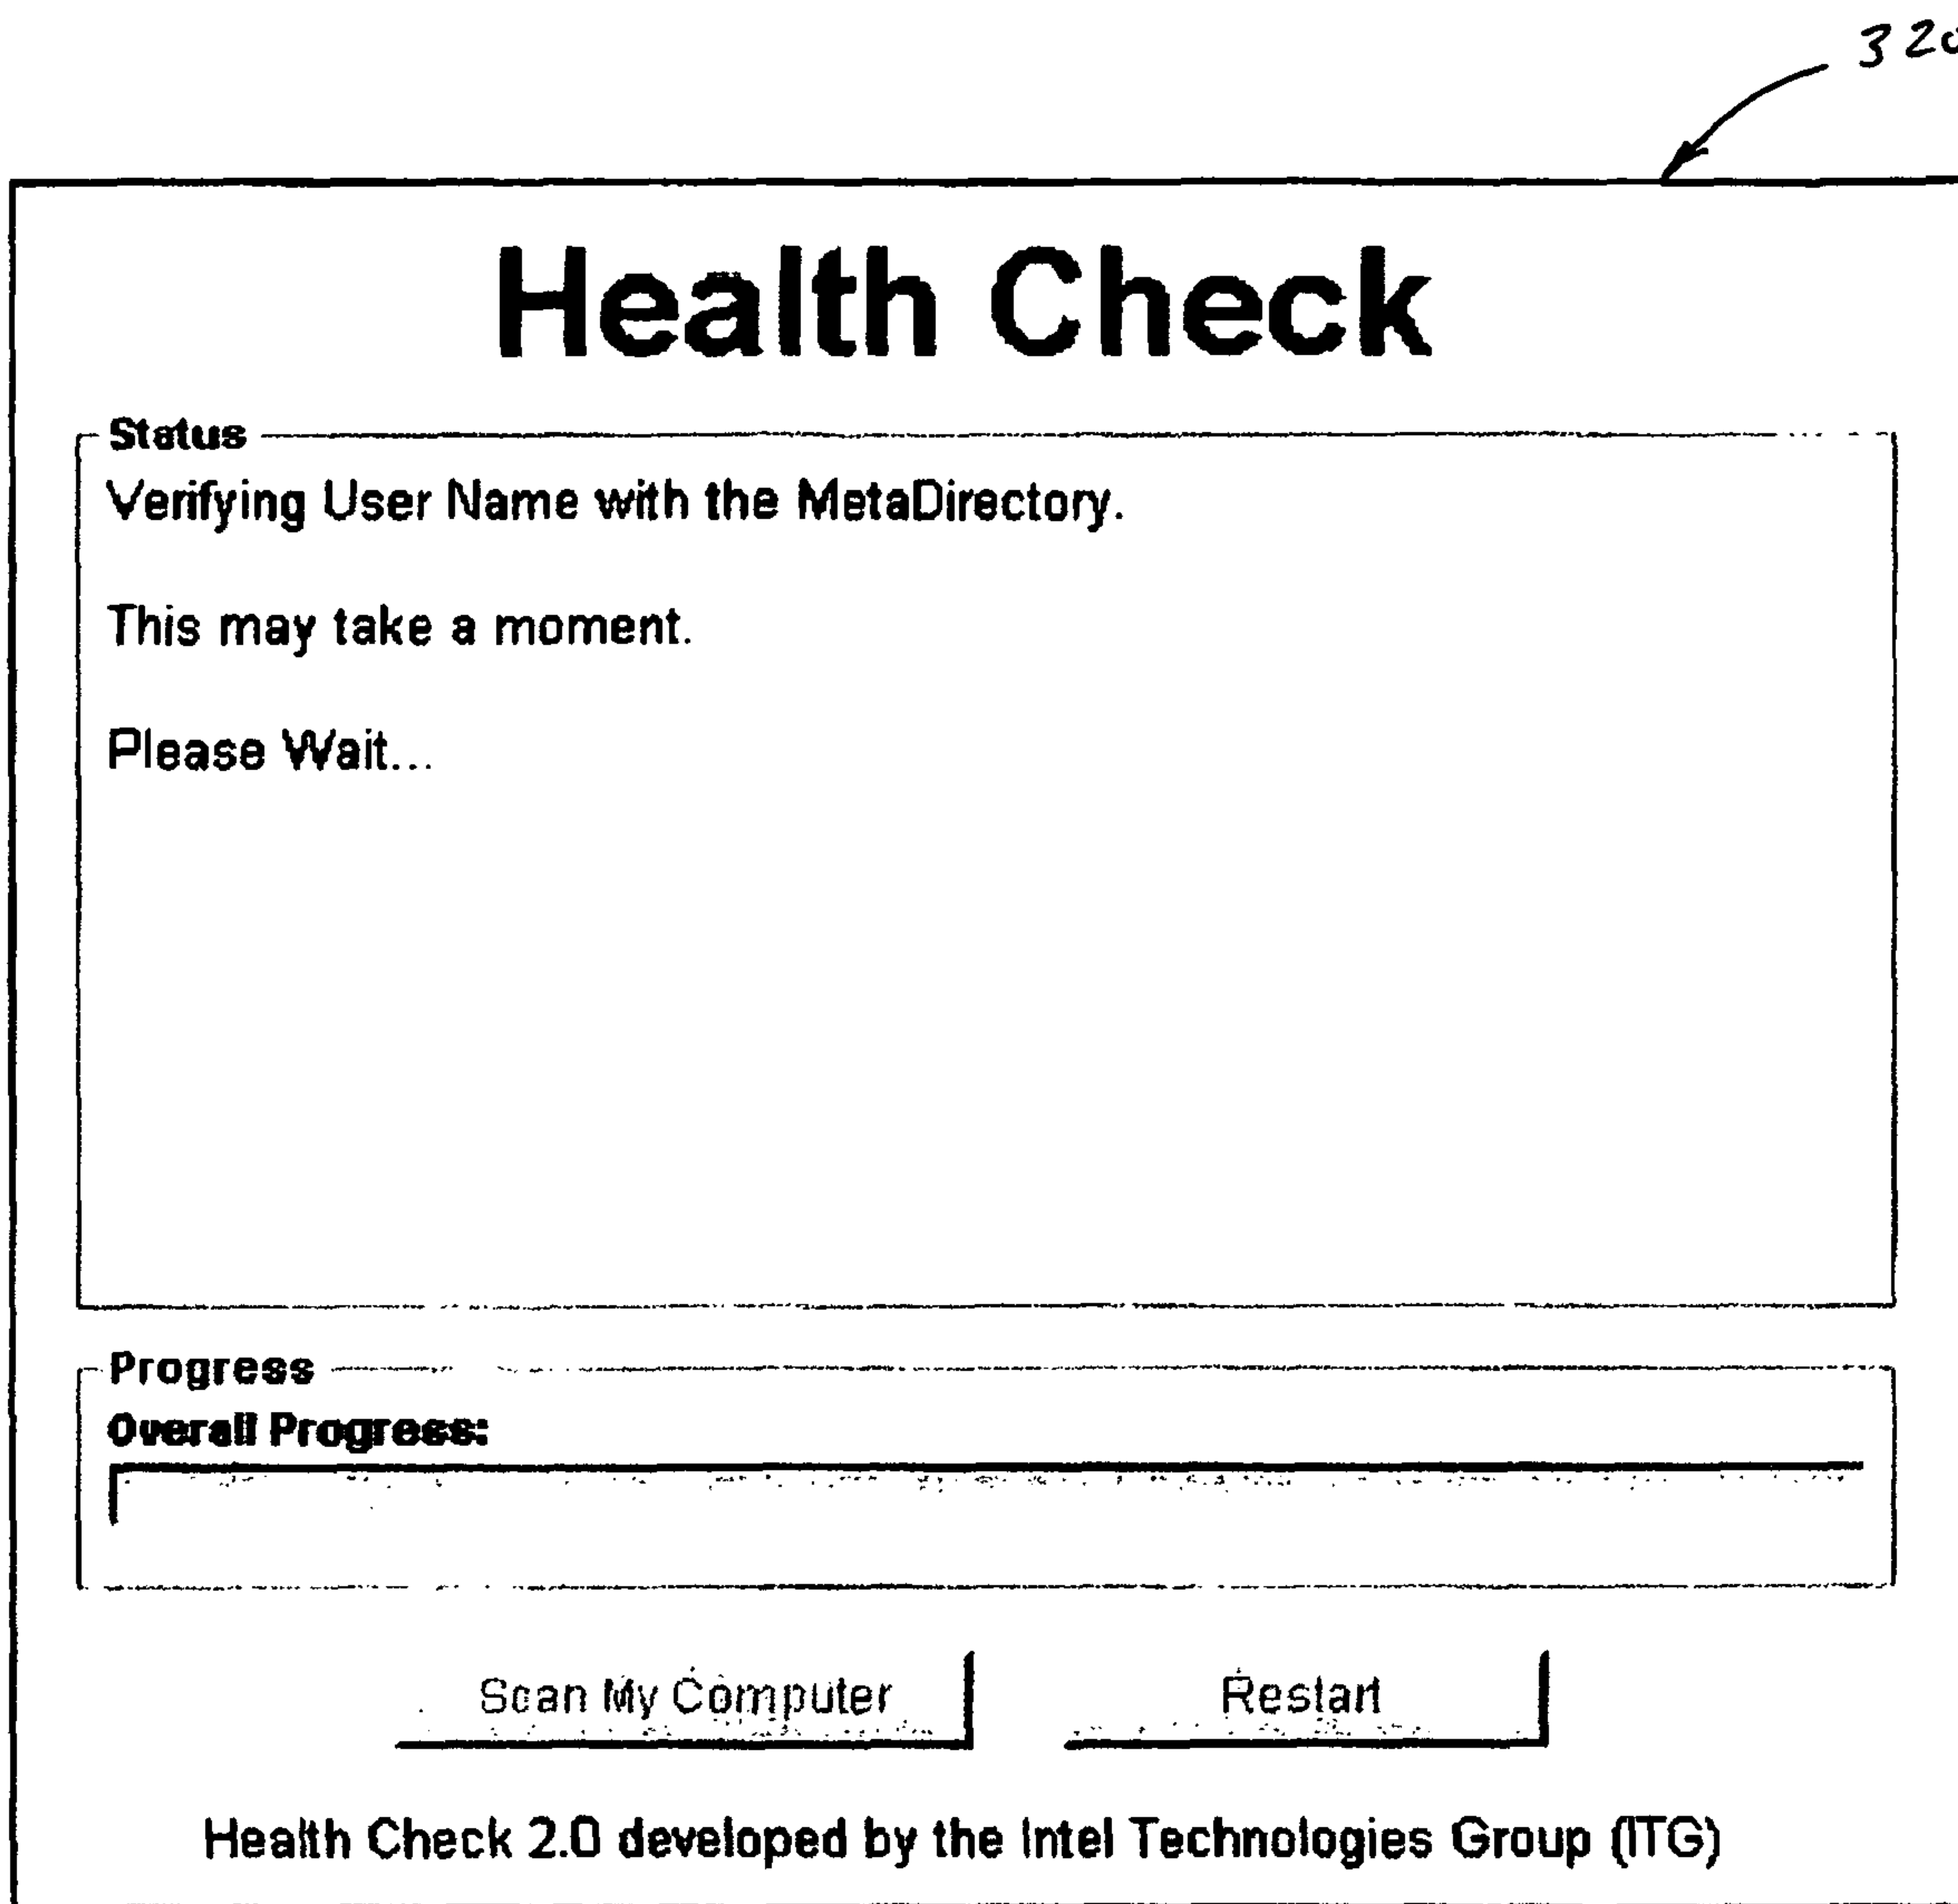 Health Check
Status
Verifying User Name with the MetaDirectory.
This may take a moment.
Please Wait...
Progress
Overall Progress:
Scan My Computer
Restart
Health Check 2.0 developed by the Intel Technologies Group (ITG)